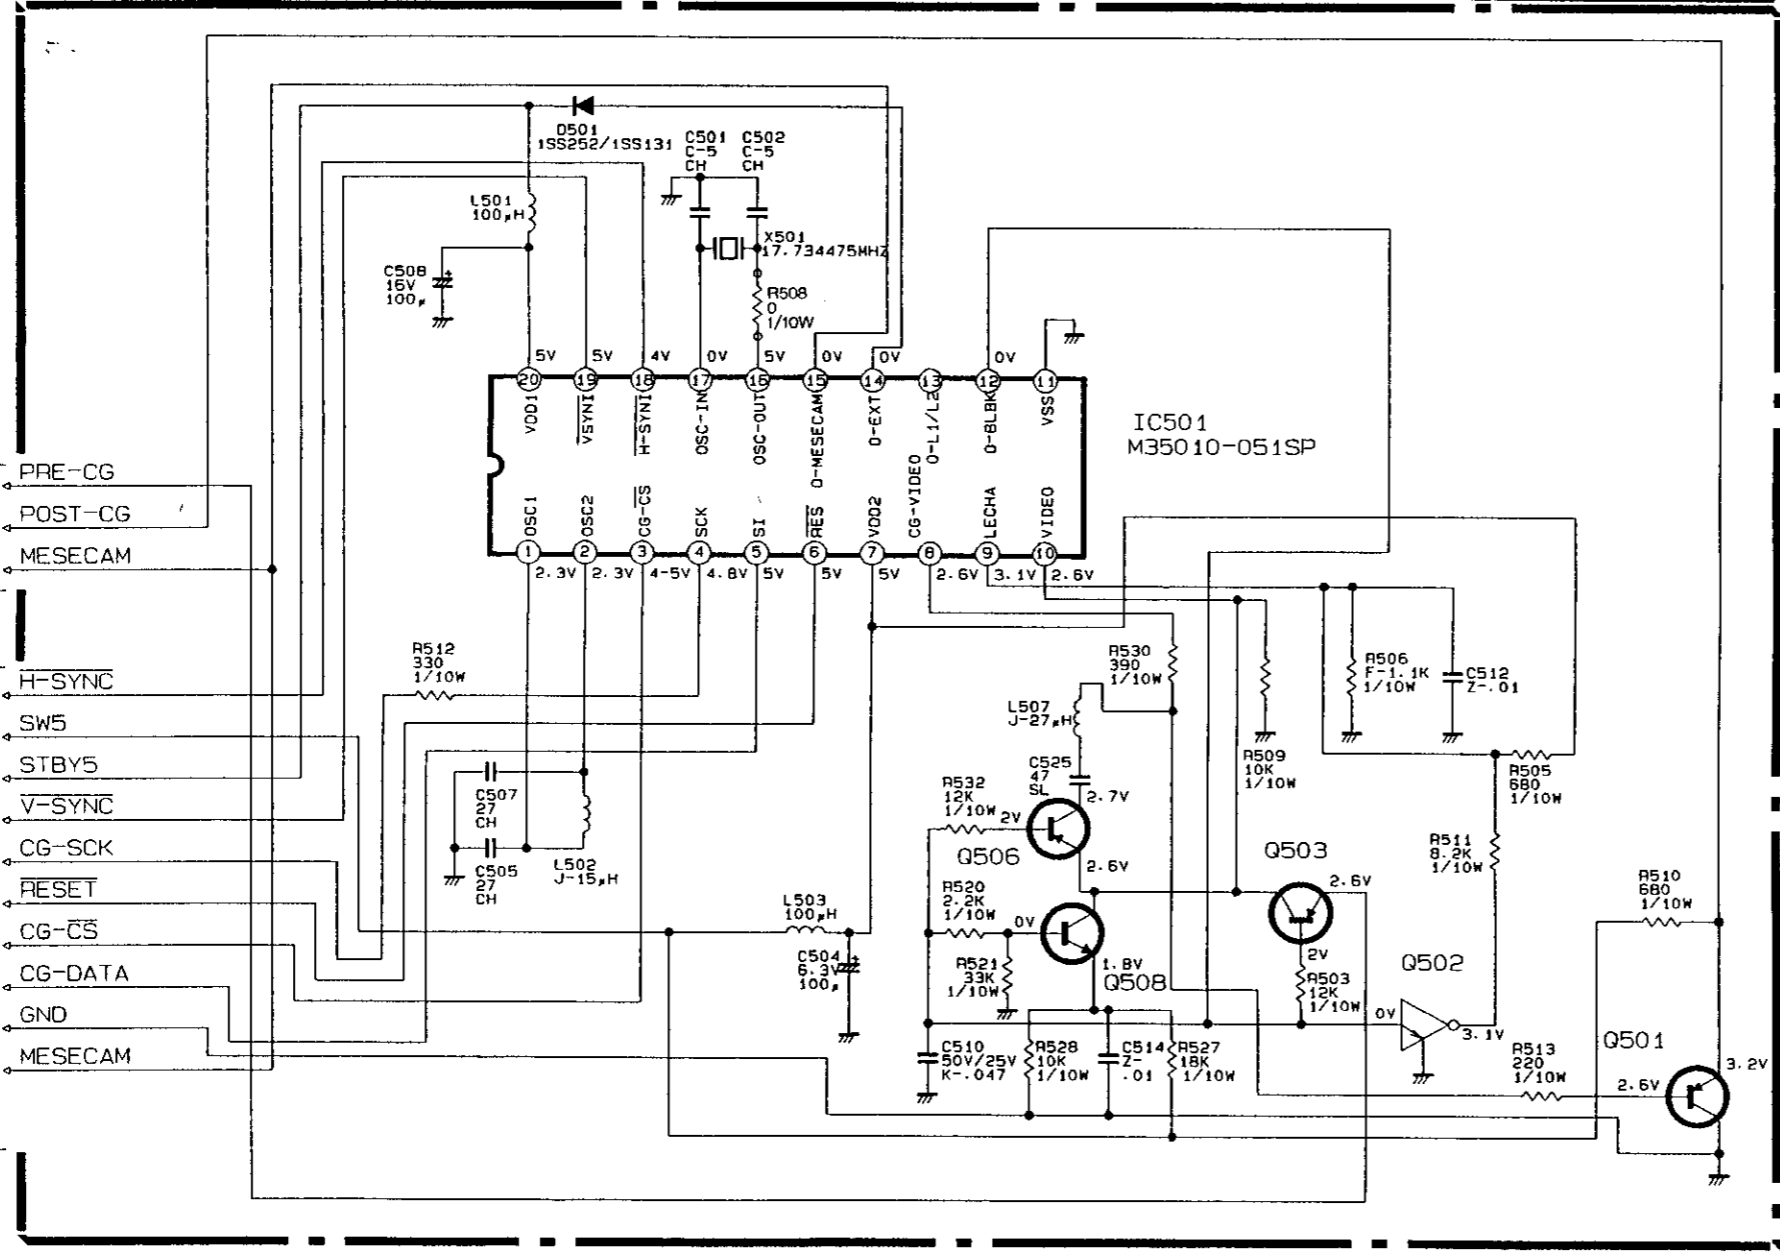 D501
1SS252/1SS131
C501
C-5
CH
C502
C-5
CH
L501
100µH
X501
17.734475MHZ
C508
16V
100µ
+
R508
0
1/10W
5V
5V
4V
0V
5V
0V
0V
0V
20
19
18
17
16
15
14
13
12
11
VDD1
VSYNI
H-SYNI
OSC-IN
OSC-OUT
O-MESECAM
O-EXT
O-L1/L2
O-BLBK
VSS
IC501
M35010-051SP
OSC1
OSC2
CG-CS
SCK
SI
RES
VDD2
CG-VIDEO
LECHA
VIDEO
1
2
3
4
5
6
7
8
9
10
2.3V
2.3V
4-5V
4.8V
5V
5V
5V
2.6V
3.1V
2.6V
PRE-CG
POST-CG
MESECAM
H-SYNC
SW5
STBY5
V-SYNC
CG-SCK
RESET
CG-CS
CG-DATA
GND
MESECAM
R512
330
1/10W
C507
27
CH
C505
27
CH
L502
J-15µH
L503
100µH
C504
6.3V
100µ
+
R530
390
1/10W
L507
J-27µH
C525
47
SL
R532
12K
1/10W
2V
2.7V
Q506
2.6V
R520
2.2K
1/10W
0V
R521
33K
1/10W
1.8V
Q508
C510
50V/25V
K-.047
R528
10K
1/10W
C514
Z-
.01
R527
18K
1/10W
R509
10K
1/10W
R506
F-1.1K
1/10W
C512
Z-.01
R505
680
1/10W
R511
8.2K
1/10W
Q503
2.6V
2V
R503
12K
1/10W
Q502
0V
3.1V
R510
680
1/10W
R513
220
1/10W
Q501
2.6V
3.2V